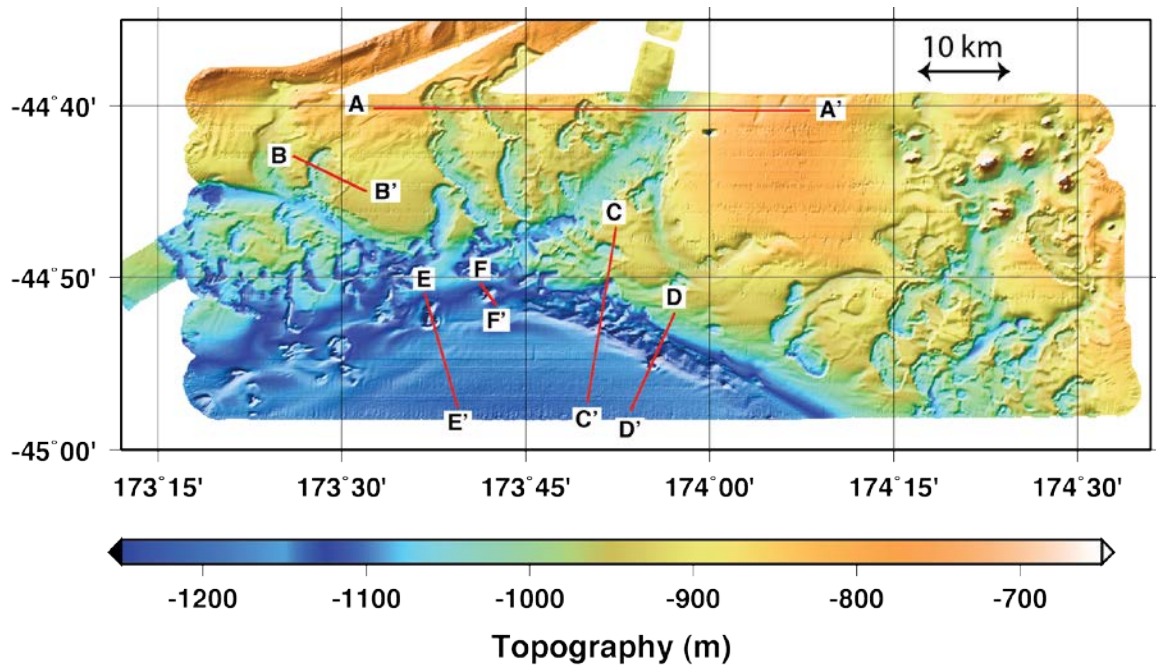 10 km
-44˚40'
A
A'
B
B'
C
-44˚50'
E
F
D
F'
E'
C'
D'
-45˚00'
173˚15'
173˚30'
173˚45'
174˚00'
174˚15'
174˚30'
-1200
-1100
-1000
-900
-800
-700
Topography (m)